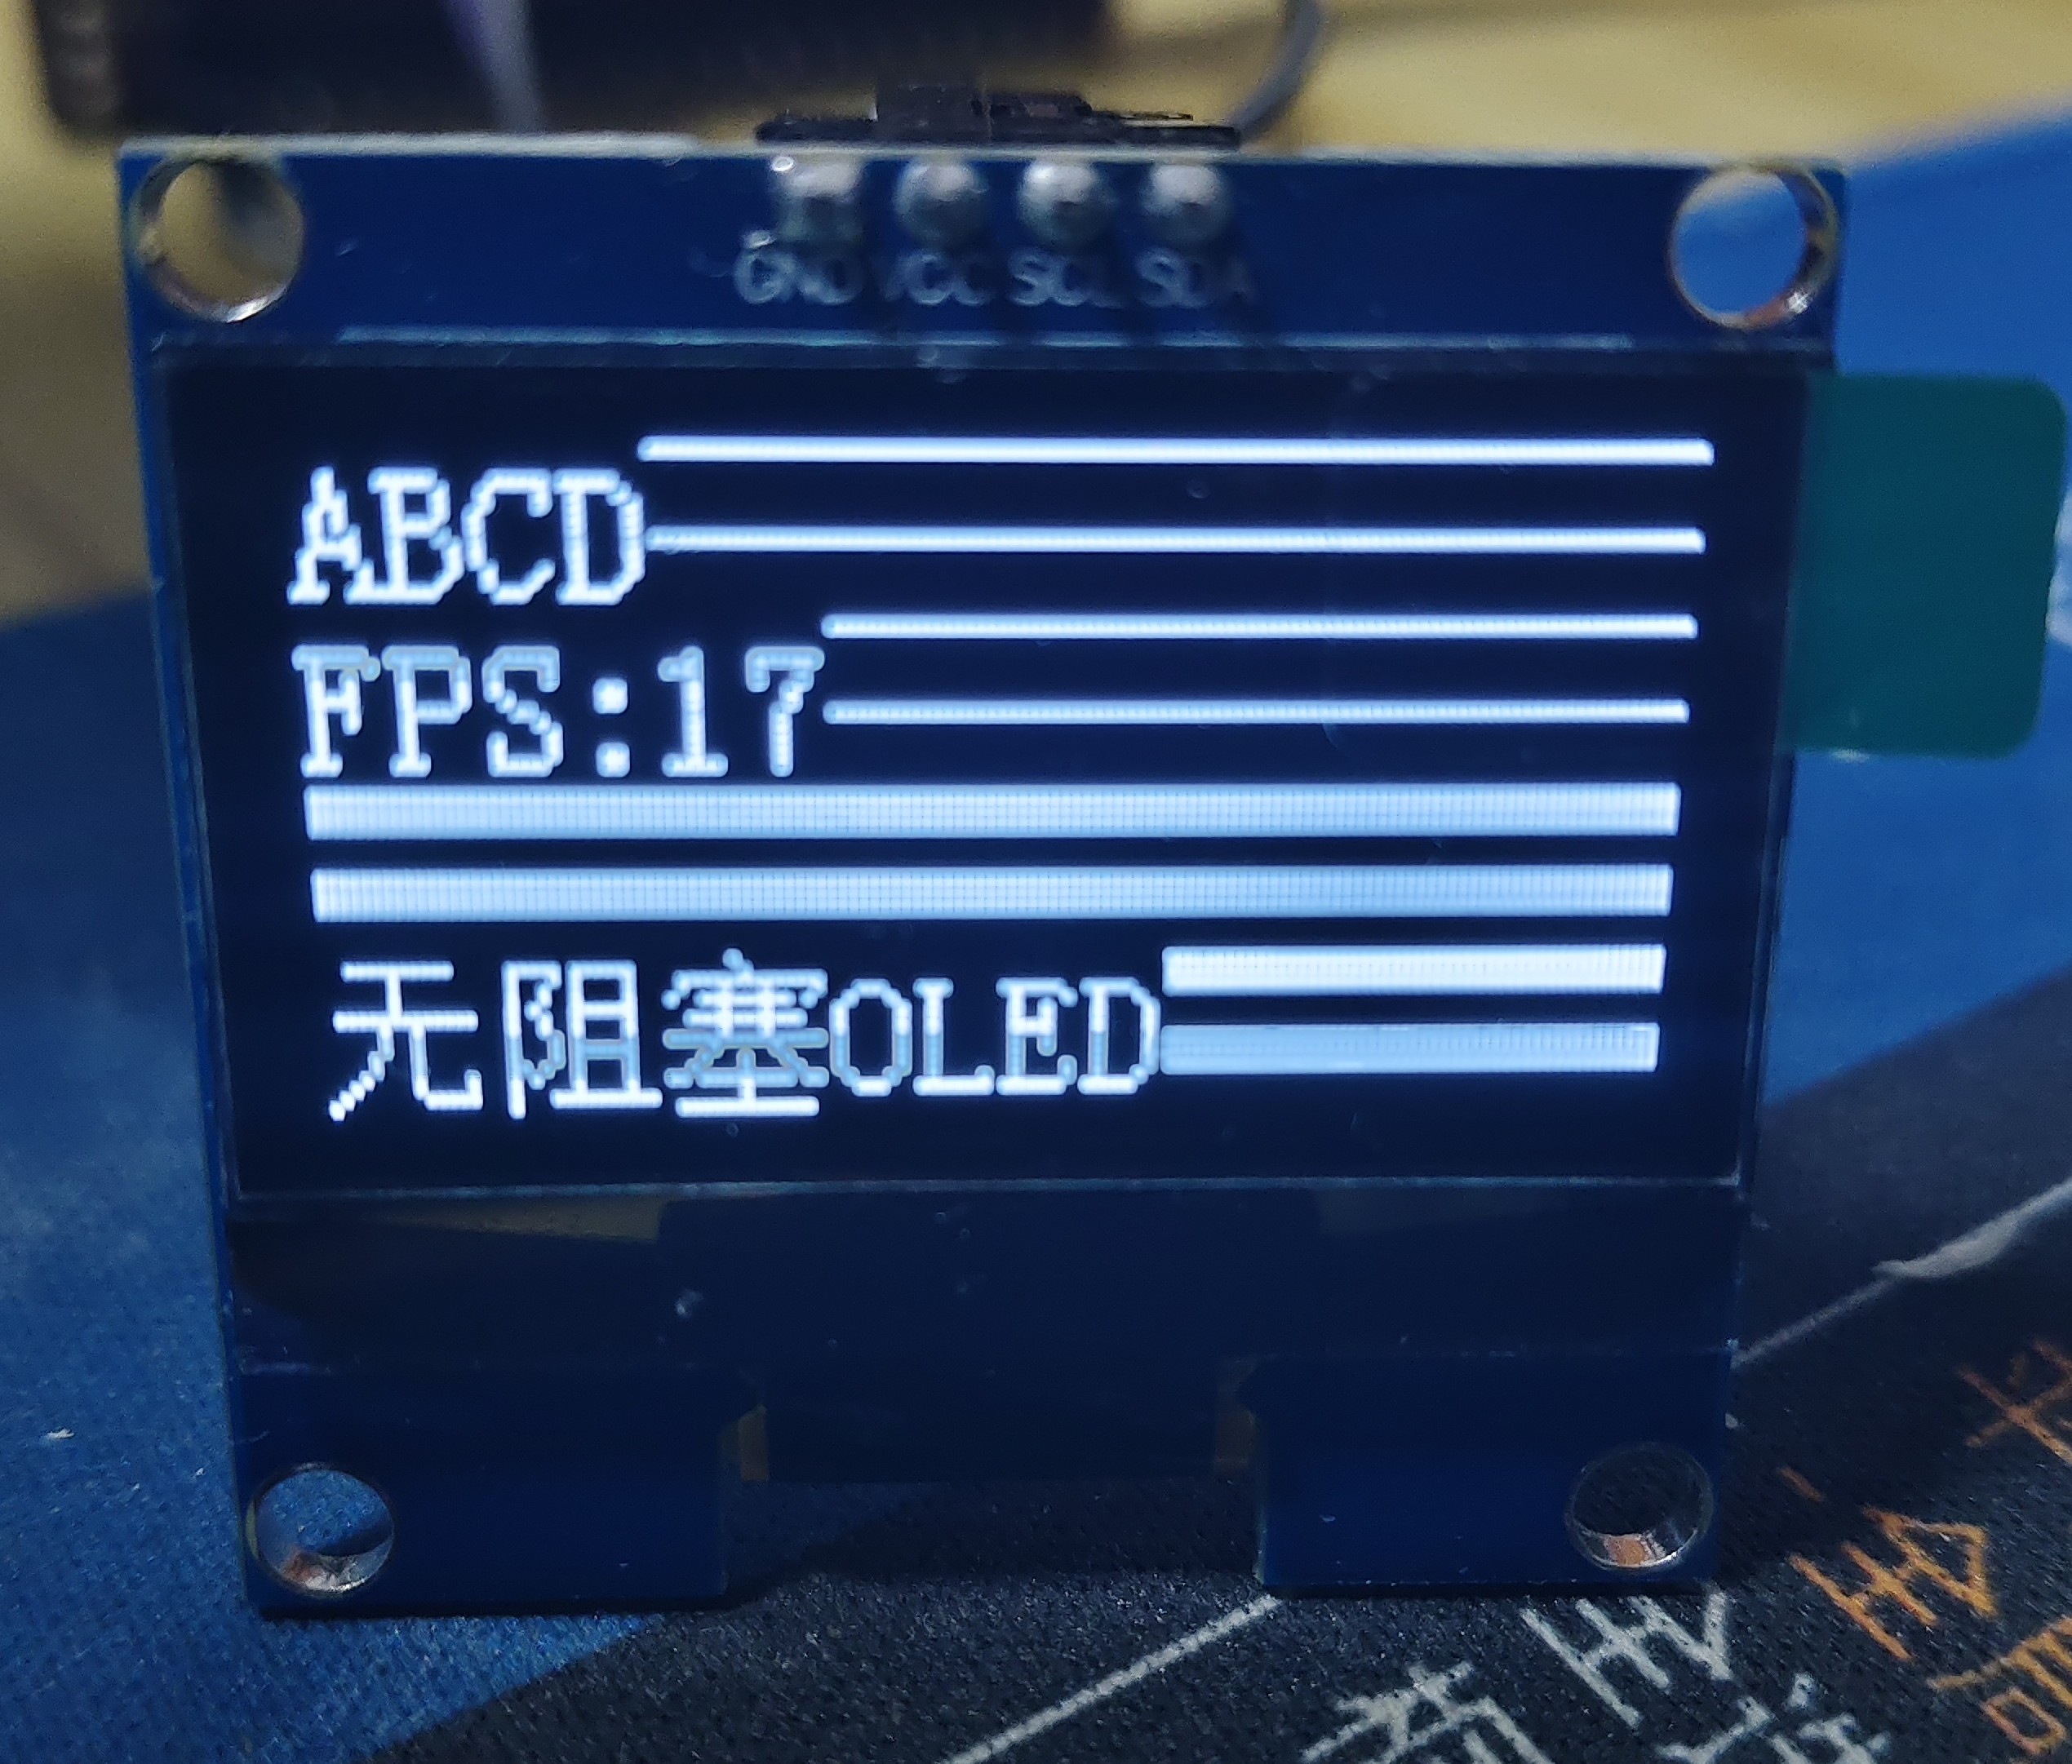 GND VCC SCL SDA
ABCD
FPS:17
无阻塞OLED